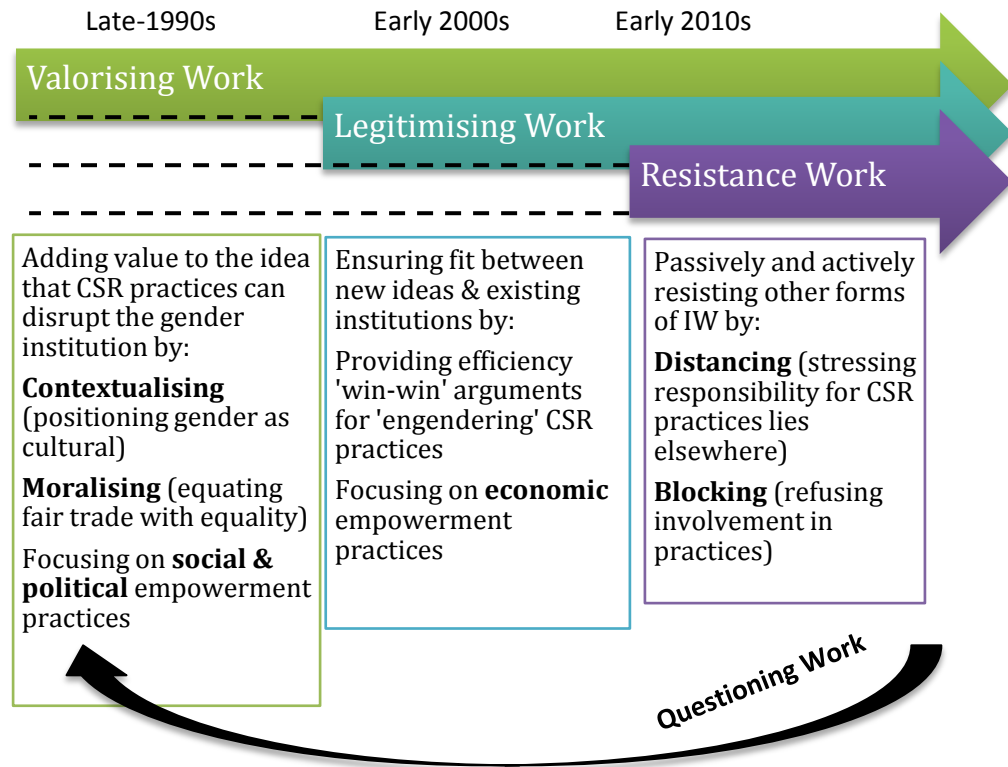 Late-1990s
Early 2000s
Early 2010s
Valorising Work
Legitimising Work
Resistance Work
Adding value to the idea
that CSR practices can
disrupt the gender
institution by:
Contextualising
(positioning gender as
cultural)
Moralising (equating
fair trade with equality)
Focusing on social &
political empowerment
practices
Ensuring fit between
new ideas & existing
institutions by:
Providing efficiency
'win-win' arguments
for 'engendering' CSR
practices
Focusing on economic
empowerment
practices
Passively and actively
resisting other forms
of IW by:
Distancing (stressing
responsibility for CSR
practices lies
elsewhere)
Blocking (refusing
involvement in
practices)
Questioning Work